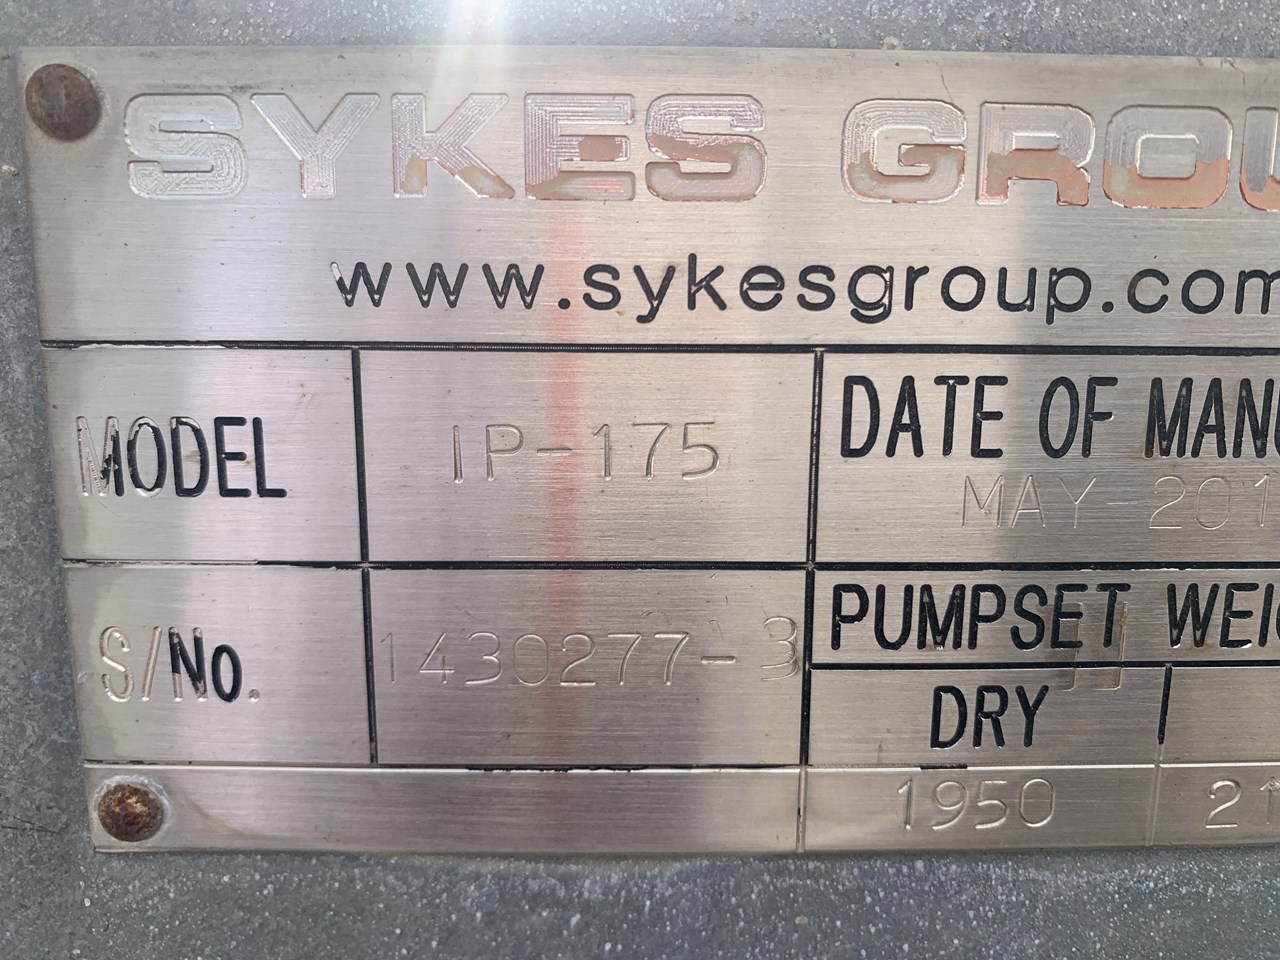 SYKES GROU
www.sykesgroup.com
MODEL IP-175 DATE OF MANU
MAY-201
S/No. 1430277-3 PUMPSET WEIG
DRY
1950 21